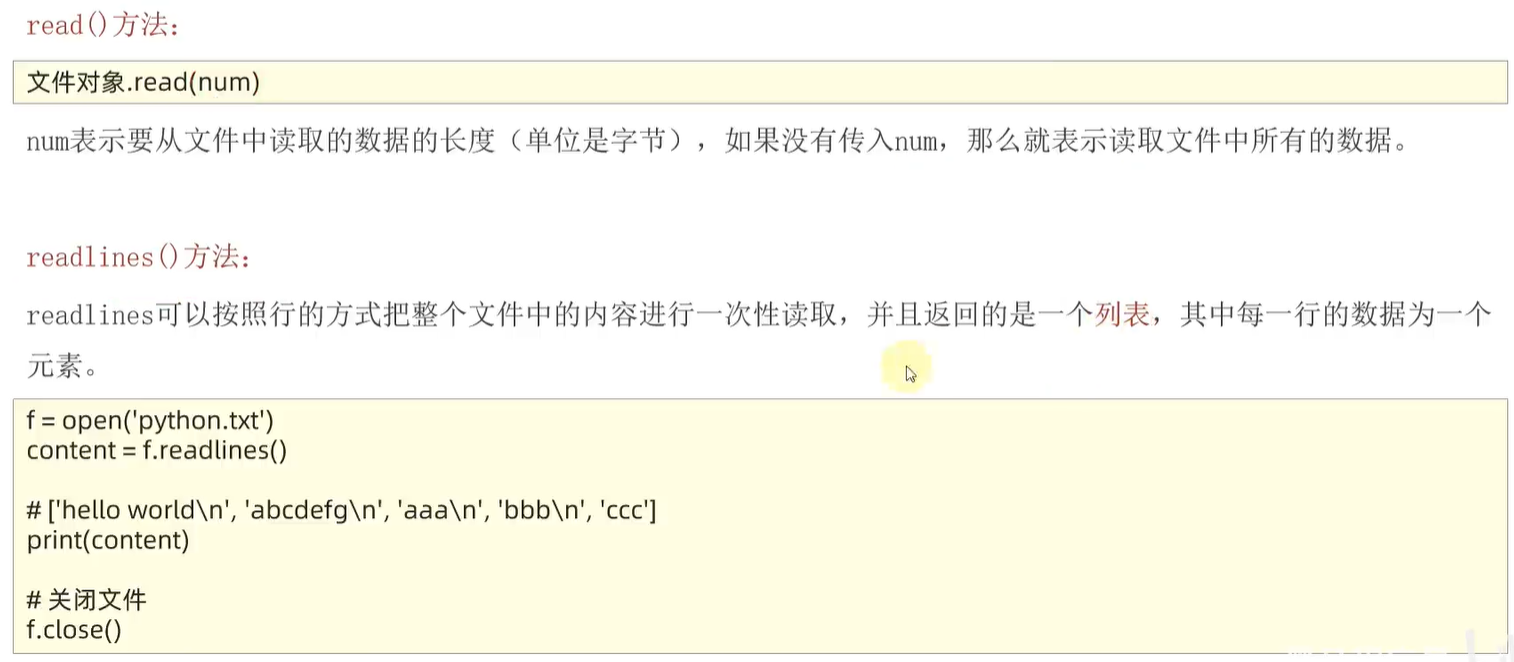 read()方法：
文件对象.read(num)
num表示要从文件中读取的数据的长度（单位是字节），如果没有传入num，那么就表示读取文件中所有的数据。
readlines()方法：
readlines可以按照行的方式把整个文件中的内容进行一次性读取，并且返回的是一个列表，其中每一行的数据为一个
元素。
f = open('python.txt')
content = f.readlines()
# ['hello world\n', 'abcdefg\n', 'aaa\n', 'bbb\n', 'ccc']
print(content)
# 关闭文件
f.close()